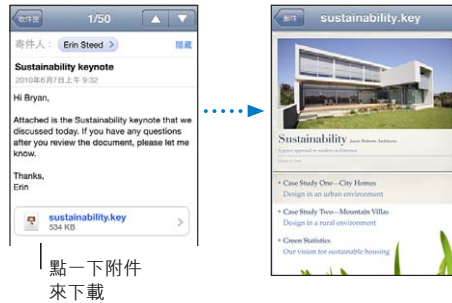 收件匣
1/50
寄件人： Erin Steed
隱藏
Sustainability keynote
2010年6月7日上午 9:32
Hi Bryan,
Attached is the Sustainability keynote that we
discussed today. If you have any questions
after you review the document, please let me
know.
Thanks,
Erin
sustainability.key
534 KB
點一下附件
來下載
郵件
sustainability.key
Sustainability
A green approach to modern architecture
• Case Study One—City Homes
Design in an urban environment
• Case Study Two—Mountain Villas
Design in a rural environment
• Green Statistics
Our vision for sustainable housing